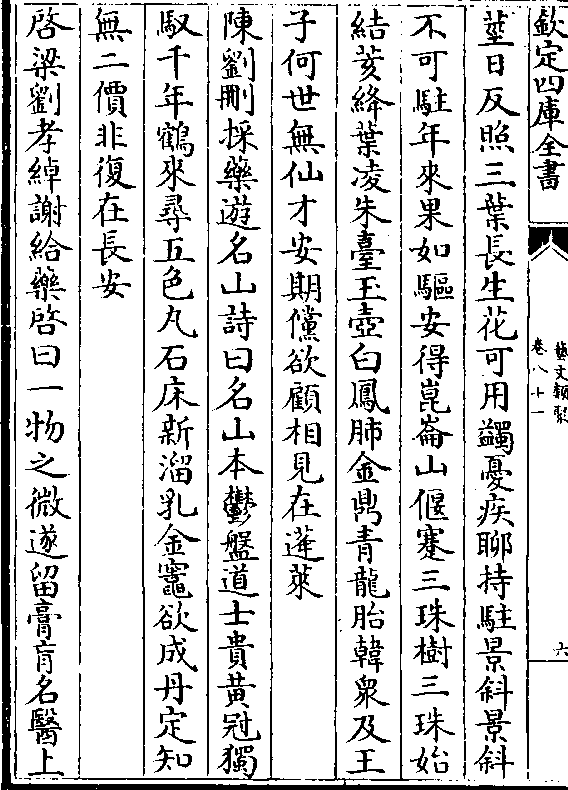 欽定四庫全書
藝文類聚
卷八十一
六
莖日反照三葉長生花可用蠲憂疾聊持駐景斜景斜
不可駐年來果如驅安得崑崙山偃蹇三珠樹三珠始
結荄絳葉凌朱臺玉壺白鳳肺金鼎青龍胎韓衆及王
子何世無仙才安期儻欲顧相見在蓬萊
陳劉刪採藥遊名山詩曰名山本鬱盤道士貴黃冠獨
馭千年鶴來尋五色丸石床新溜乳金竈欲成丹定知
無二價非復在長安
啓梁劉孝綽謝給藥啓曰一物之微遂留膏肓名醫上